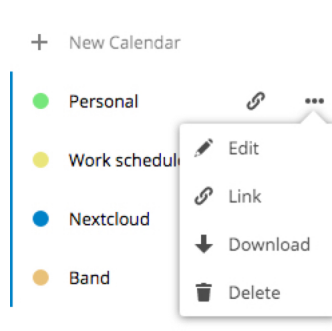 New Calendar
Personal
Edit
Work schedul
Link
Nextcloud
Download
Band
Delete